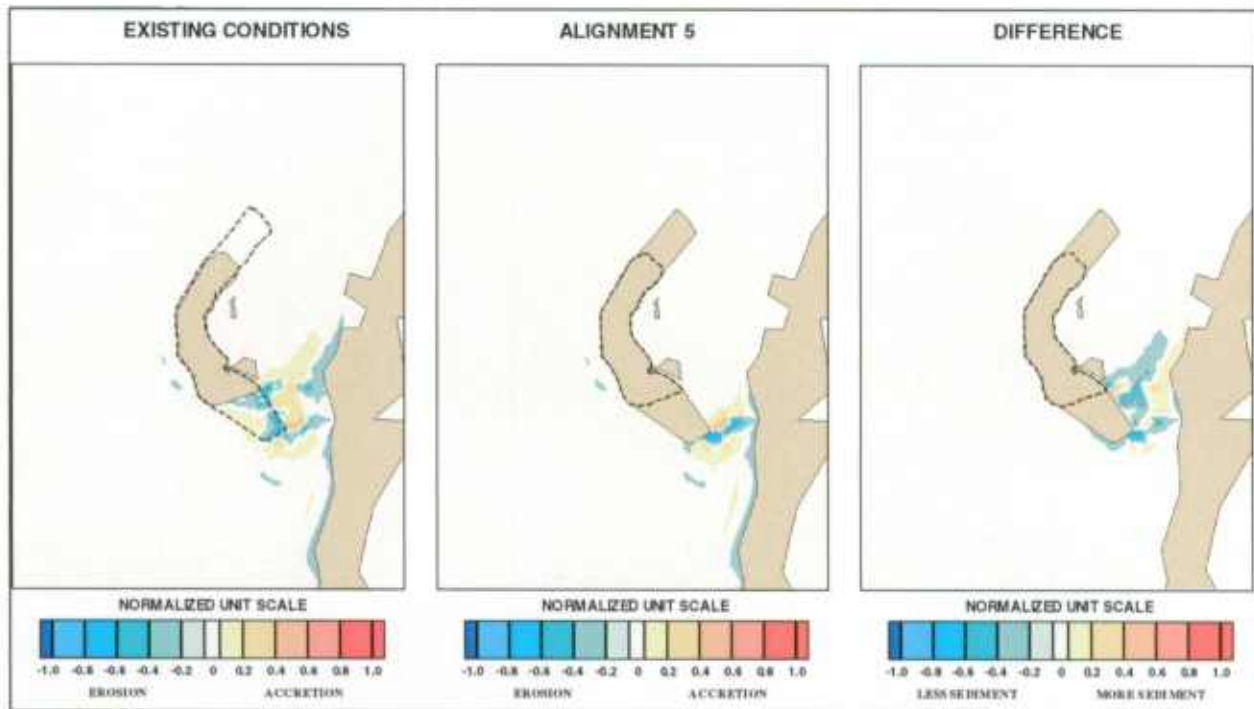 EXISTING CONDITIONS
ALIGNMENT 5
DIFFERENCE
NORMALIZED UNIT SCALE
-1.0 -0.8 -0.6 -0.4 -0.2 0 0.2 0.4 0.6 0.8 1.0
EROSION ACCRETION
NORMALIZED UNIT SCALE
-1.0 -0.8 -0.6 -0.4 -0.2 0 0.2 0.4 0.6 0.8 1.0
EROSION ACCRETION
NORMALIZED UNIT SCALE
-1.0 -0.8 -0.6 -0.4 -0.2 0 0.2 0.4 0.6 0.8 1.0
LESS SEDIMENT MORE SEDIMENT